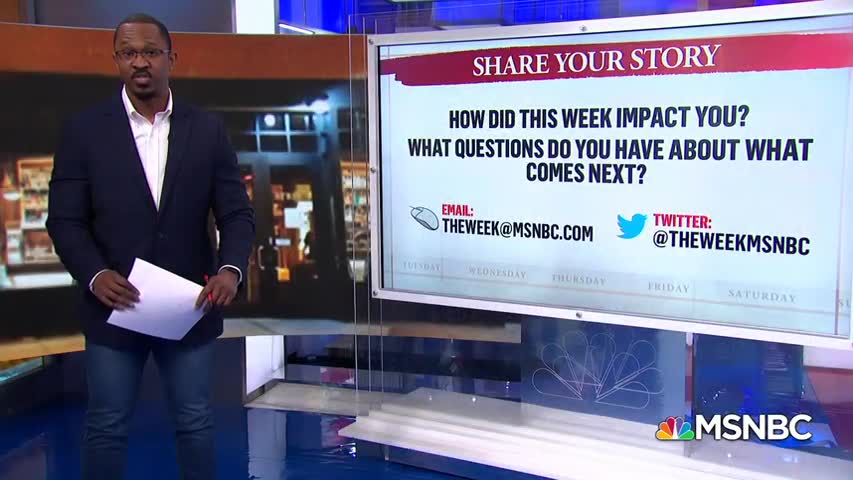 SHARE YOUR STORY
HOW DID THIS WEEK IMPACT YOU?
WHAT QUESTIONS DO YOU HAVE ABOUT WHAT
COMES NEXT?
EMAIL:
THEWEEK@MSNBC.COM
TWITTER:
@THEWEEKMSNBC
TUESDAY WEDNESDAY THURSDAY FRIDAY SATURDAY
MSNBC